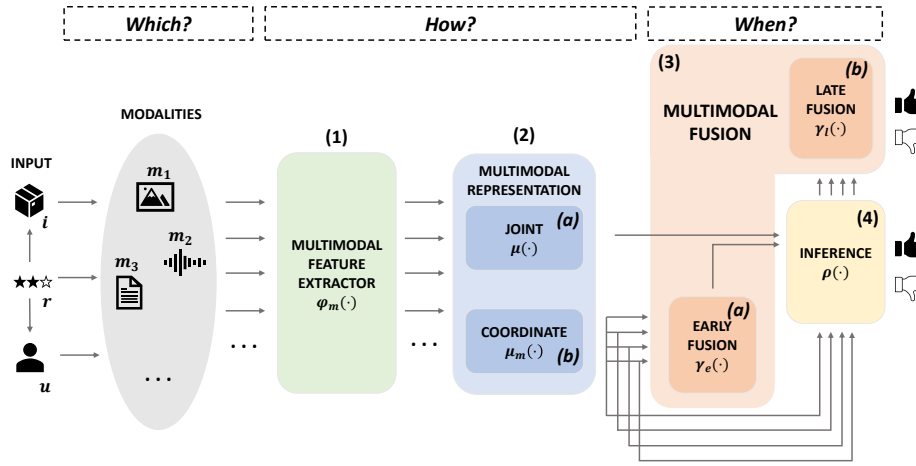 Which?
How?
When?
INPUT
i
r
u
MODALITIES
m₁
m₂
m₃
...
...
(1)
MULTIMODAL
FEATURE
EXTRACTOR
φₘ(·)
...
(2)
MULTIMODAL
REPRESENTATION
(a)
JOINT
μ(·)
COORDINATE
μₘ(·)
(b)
(3)
MULTIMODAL
FUSION
(a)
EARLY
FUSION
γₑ(·)
(b)
LATE
FUSION
γₗ(·)
(4)
INFERENCE
ρ(·)